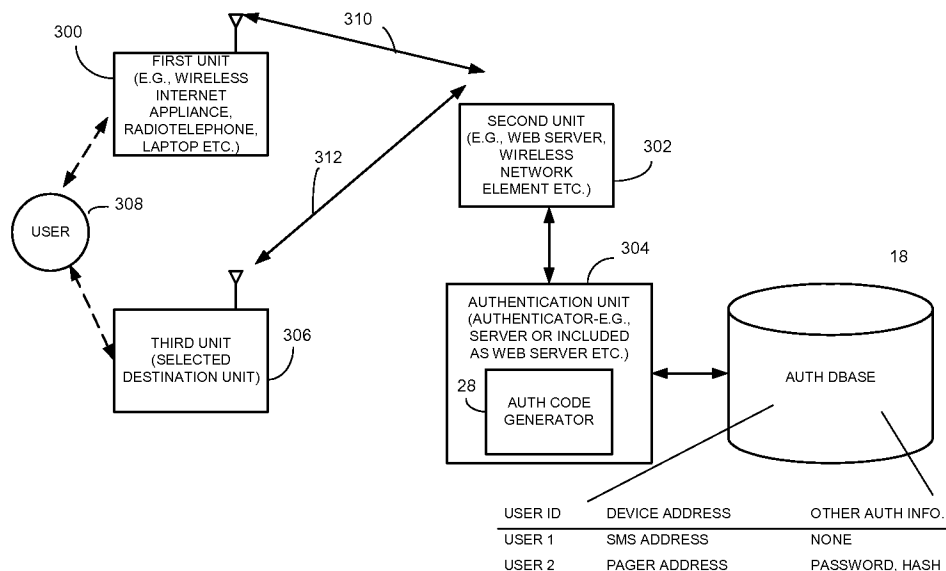 300
310
FIRST UNIT
(E.G., WIRELESS
INTERNET
APPLIANCE,
RADIOTELEPHONE,
LAPTOP ETC.)
SECOND UNIT
(E.G., WEB SERVER,
WIRELESS
NETWORK
ELEMENT ETC.)
302
312
308
USER
304
18
THIRD UNIT
(SELECTED
DESTINATION UNIT)
306
AUTHENTICATION UNIT
(AUTHENTICATOR-E.G.,
SERVER OR INCLUDED
AS WEB SERVER ETC.)
28
AUTH CODE
GENERATOR
AUTH DBASE
USER ID DEVICE ADDRESS OTHER AUTH INFO.
USER 1 SMS ADDRESS NONE
USER 2 PAGER ADDRESS PASSWORD, HASH